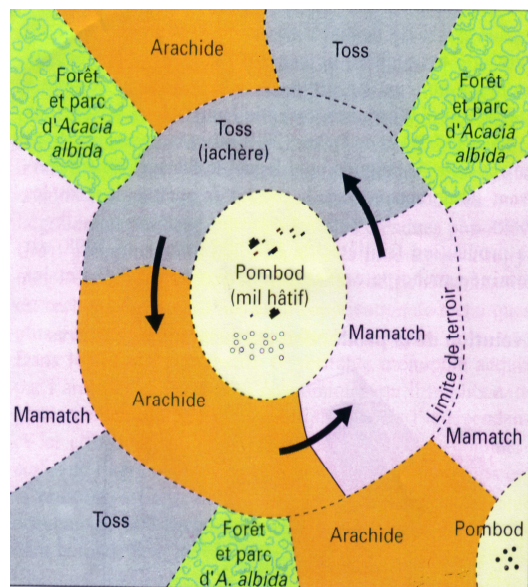 Arachide
Toss
Forêt
et parc
d'Acacia
albida
Forêt
et parc
d'Acacia
albida
Toss
(jachère)
Pombod
(mil hâtif)
Mamatch
Limite de terroir
Arachide
Mamatch
Mamatch
Toss
Forêt
et parc
d'A. albida
Arachide
Pombod